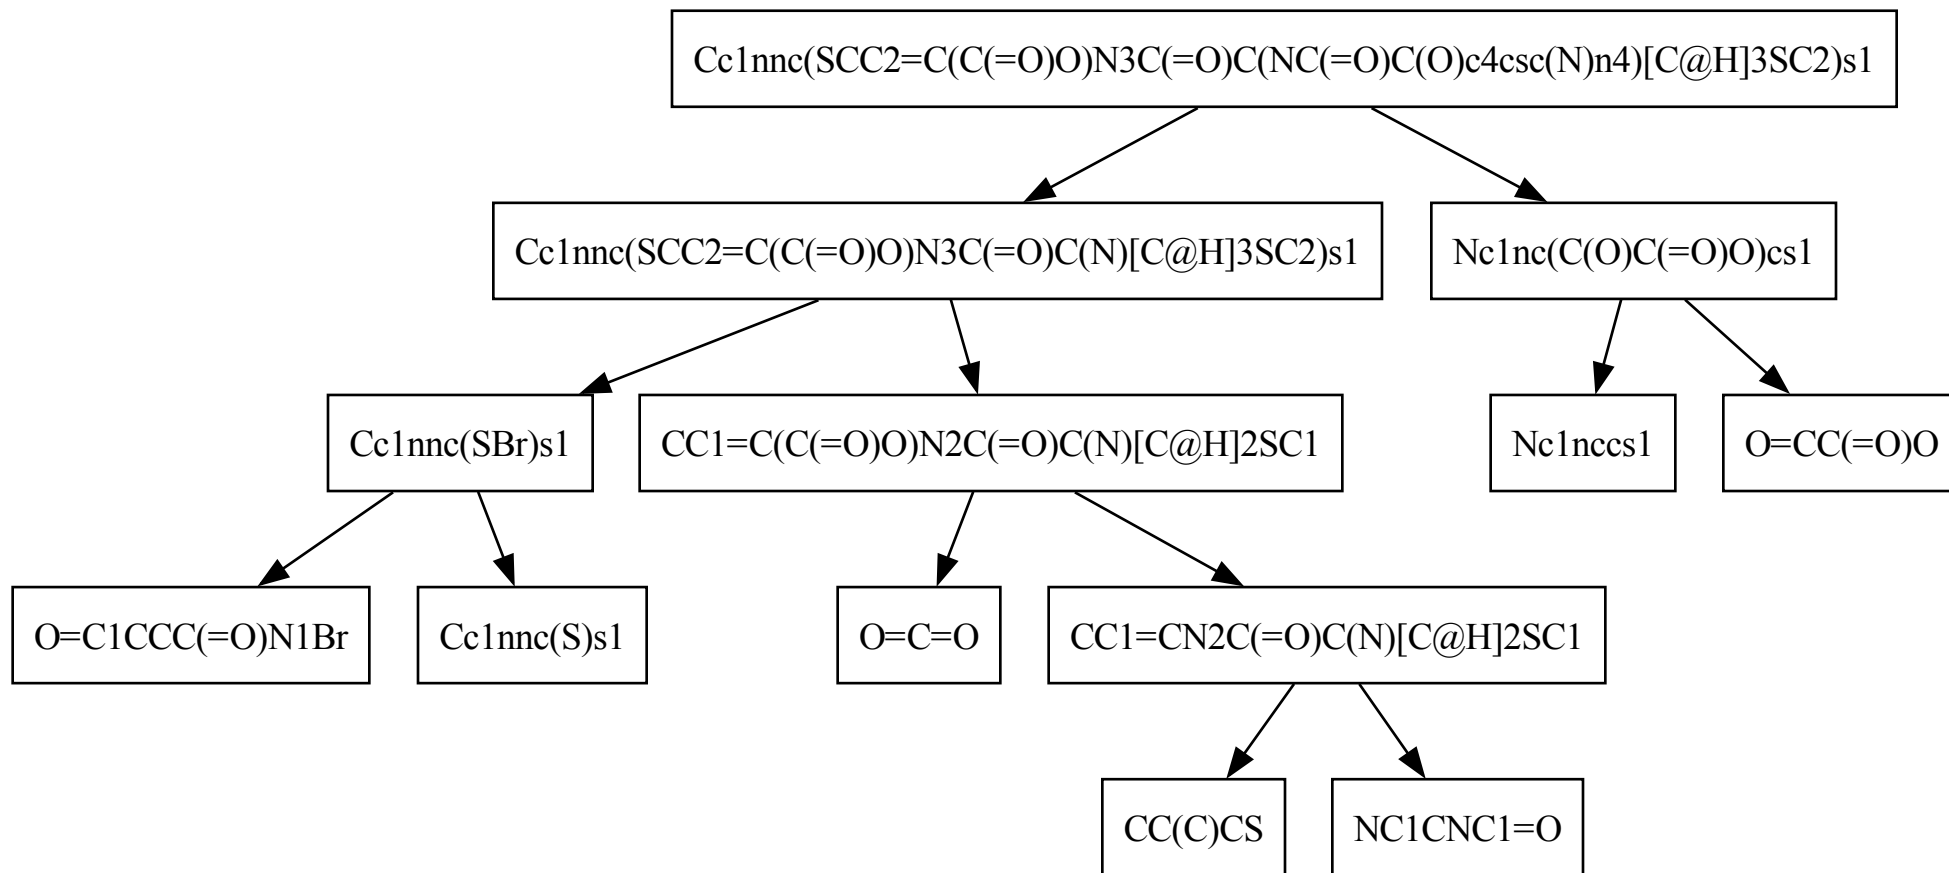 Cc1nnc(SCC2=C(C(=O)O)N3C(=O)C(NC(=O)C(O)c4csc(N)n4)[C@H]3SC2)s1
Cc1nnc(SCC2=C(C(=O)O)N3C(=O)C(N)[C@H]3SC2)s1
Nc1nc(C(O)C(=O)O)cs1
Cc1nnc(SBr)s1
CC1=C(C(=O)O)N2C(=O)C(N)[C@H]2SC1
Nc1nccs1
O=CC(=O)O
O=C1CCC(=O)N1Br
Cc1nnc(S)s1
O=C=O
CC1=CN2C(=O)C(N)[C@H]2SC1
CC(C)CS
NC1CNC1=O